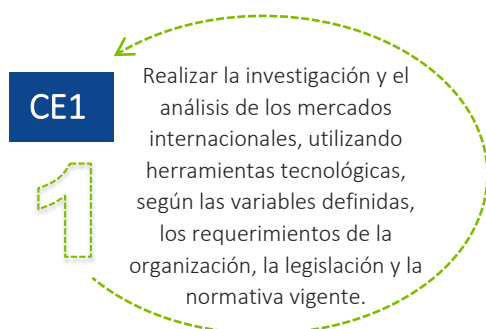 CE1
1
Realizar la investigación y el
análisis de los mercados
internacionales, utilizando
herramientas tecnológicas,
según las variables definidas,
los requerimientos de la
organización, la legislación y la
normativa vigente.